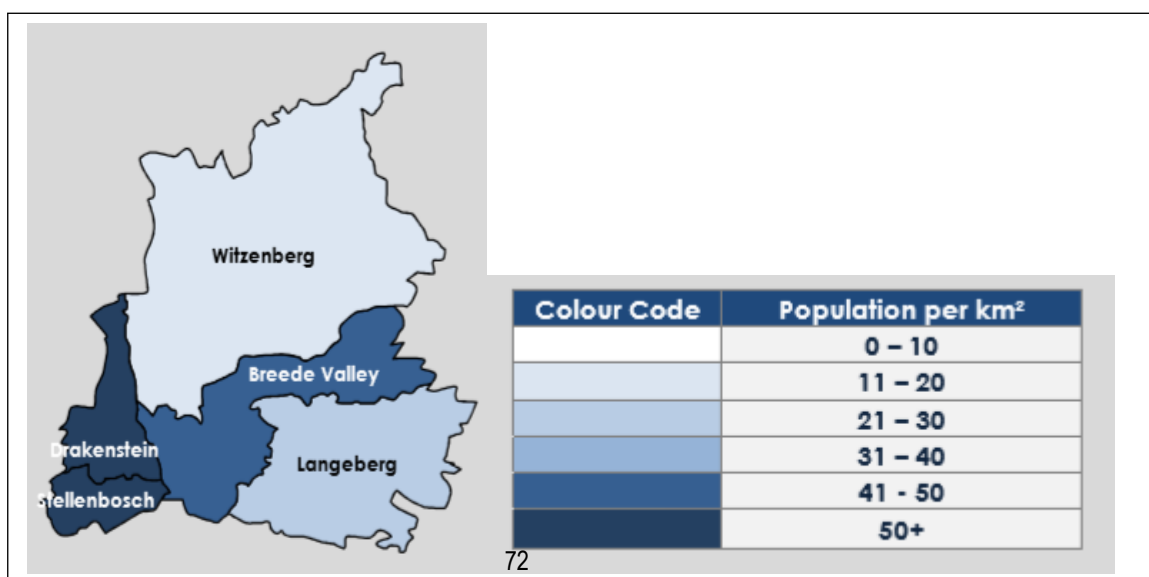 Witzenberg
Breede Valley
Drakenstein
Langeberg
Stellenbosch
Colour Code Population per km²
0 – 10
11 – 20
21 – 30
31 – 40
41 - 50
50+
72